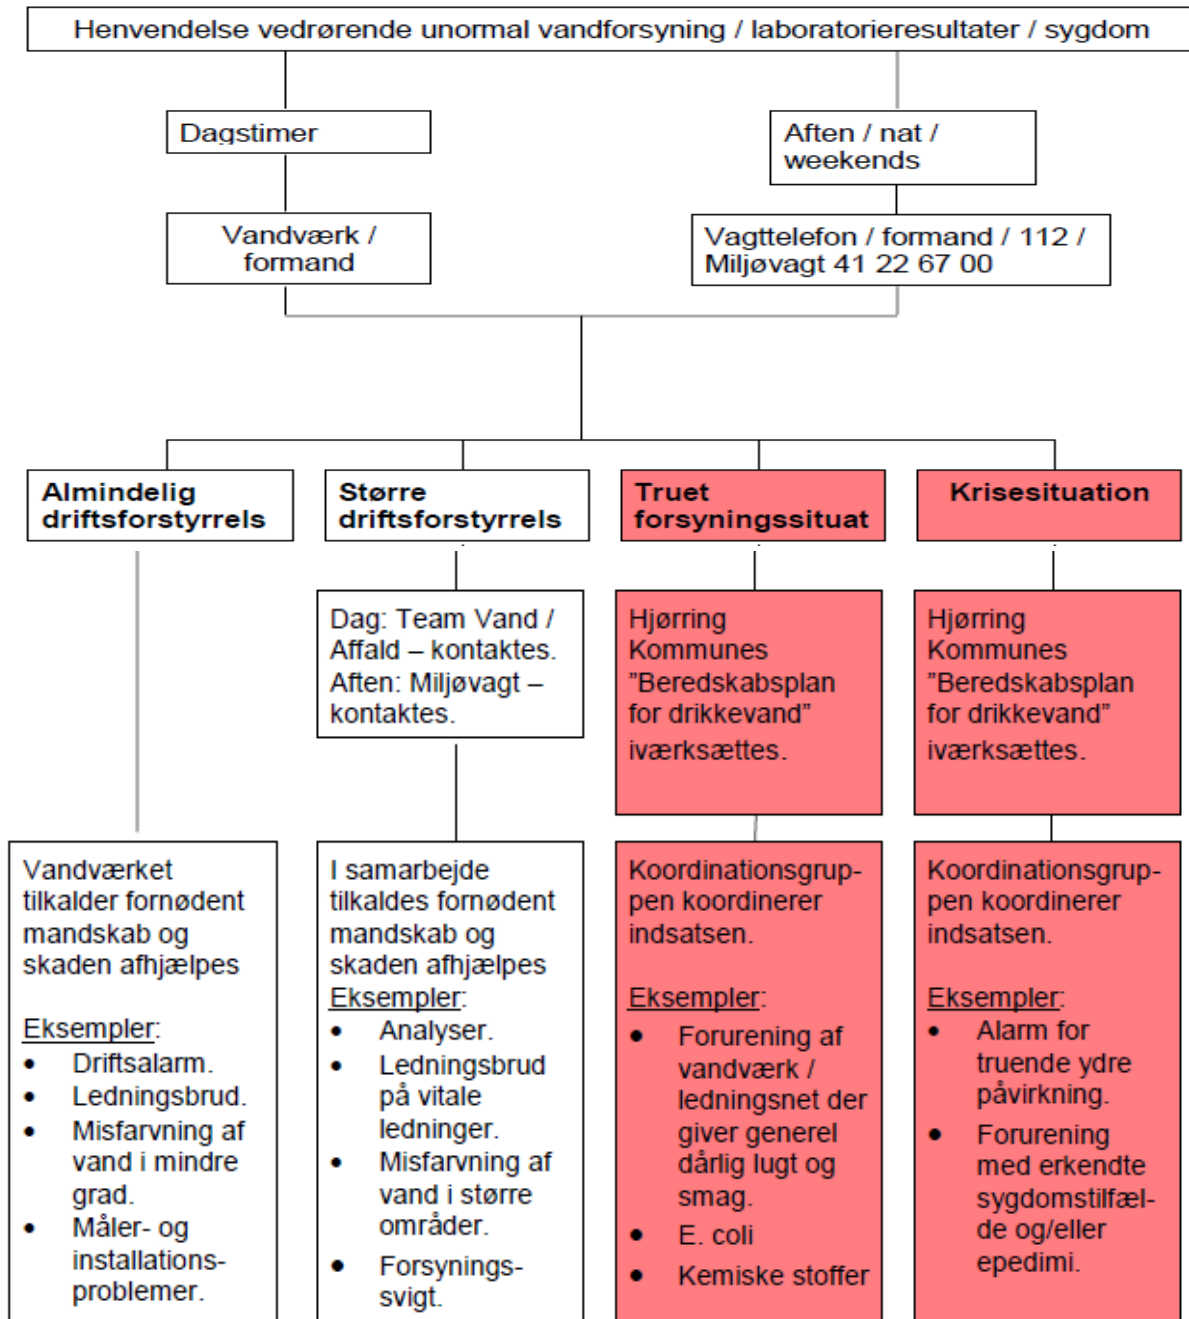 Henvendelse vedrørende unormal vandforsyning / laboratorieresultater / sygdom
Dagstimer
Aften / nat /
weekends
Vandværk /
formand
Vagttelefon / formand / 112 /
Miljøvagt 41 22 67 00
Almindelig
driftsforstyrrels
Større
driftsforstyrrels
Truet
forsyningssituat
Krisesituation
Dag: Team Vand /
Affald – kontaktes.
Aften: Miljøvagt –
kontaktes.
Hjørring
Kommunes
”Beredskabsplan
for drikkevand”
iværksættes.
Hjørring
Kommunes
”Beredskabsplan
for drikkevand”
iværksættes.
Vandværket
tilkalder fornødent
mandskab og
skaden afhjælpes
Eksempler:
• Driftsalarm.
• Ledningsbrud.
• Misfarvning af
vand i mindre
grad.
• Måler- og
installations-
problemer.
I samarbejde
tilkaldes fornødent
mandskab og
skaden afhjælpes
Eksempler:
• Analyser.
• Ledningsbrud
på vitale
ledninger.
• Misfarvning af
vand i større
områder.
• Forsynings-
svigt.
Koordinationsgrup-
pen koordinerer
indsatsen.
Eksempler:
• Forurening af
vandværk /
ledningsnet der
giver generel
dårlig lugt og
smag.
• E. coli
• Kemiske stoffer
Koordinationsgrup-
pen koordinerer
indsatsen.
Eksempler:
• Alarm for
truende ydre
påvirkning.
• Forurening
med erkendte
sygdomstilfæl-
de og/eller
epedimi.